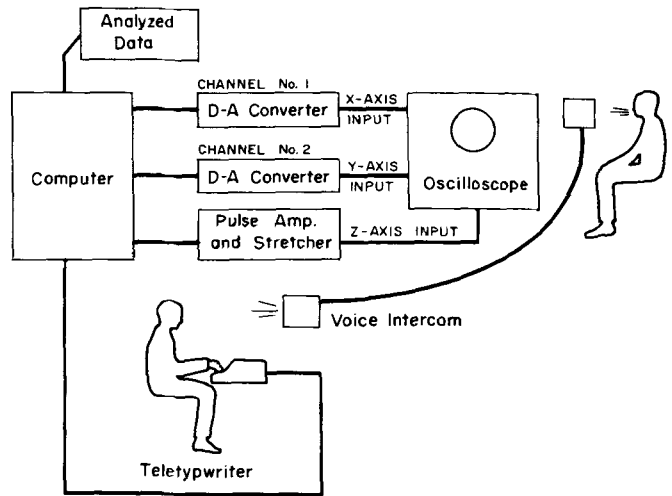 Analyzed
Data
CHANNEL No. 1
D-A Converter
X-AXIS
INPUT
CHANNEL No. 2
Computer
D-A Converter
Y-AXIS
INPUT
Oscilloscope
Pulse Amp.
and Stretcher
Z-AXIS INPUT
Voice Intercom
Teletypwriter